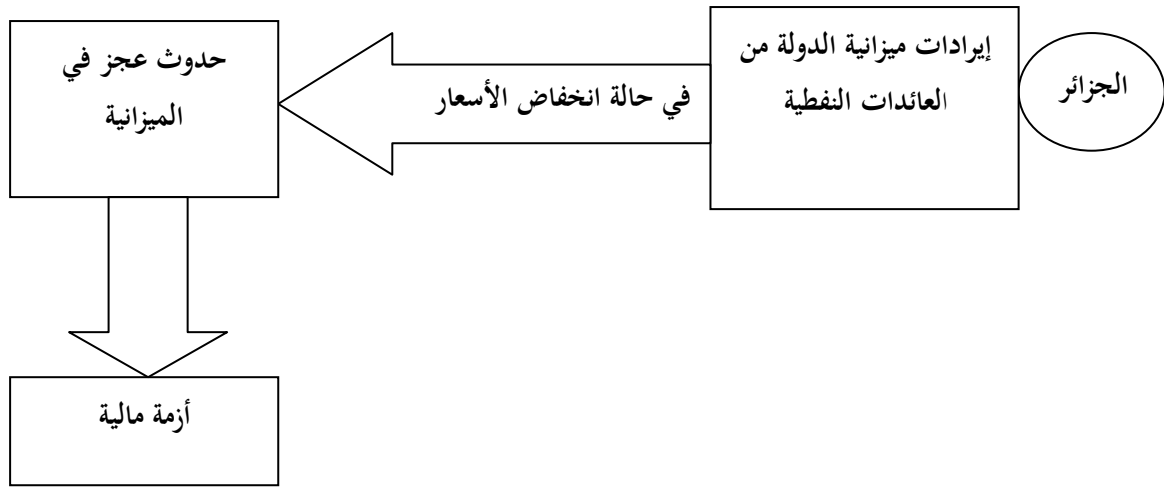 الجزائر
إيرادات ميزانية الدولة من
العائدات النفطية
في حالة انخفاض الأسعار
حدوث عجز في
الميزانية
أزمة مالية